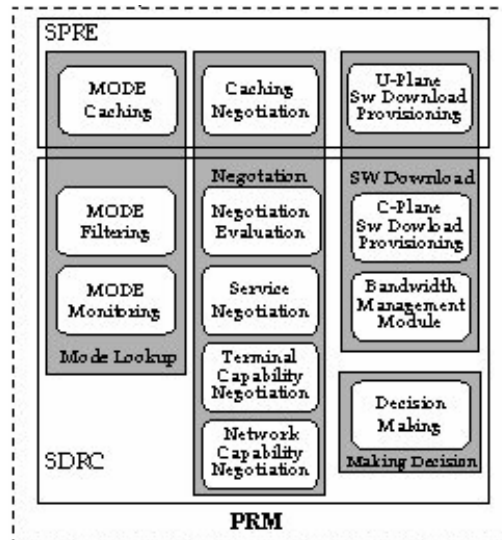 SPRE
MODE
Caching
Caching
Negotiation
U-Plane
Sw Download
Provisioning
Negotation
SW Download
MODE
Filtering
Negotiation
Evaluation
C-Plane
Sw Dowload
Provisioning
MODE
Monitoring
Service
Negotiation
Bandwidth
Management
Module
Mode Lookup
Terminal
Capability
Negotiation
Decision
Making
Network
Capability
Negotiation
Making Decision
SDRC
PRM